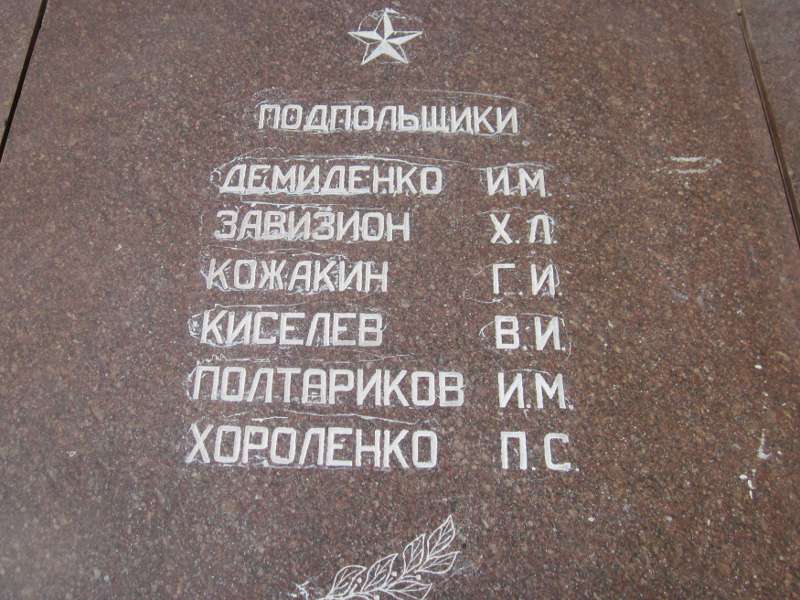 ПОДПОЛЬЩИКИ
ДЕМИДЕНКО И.М.
ЗАВИЗИОН Х.Л.
КОЖАКИН Г.И.
КИСЕЛЕВ В.И.
ПОЛТАРИКОВ И.М.
ХОРОЛЕНКО П.С.